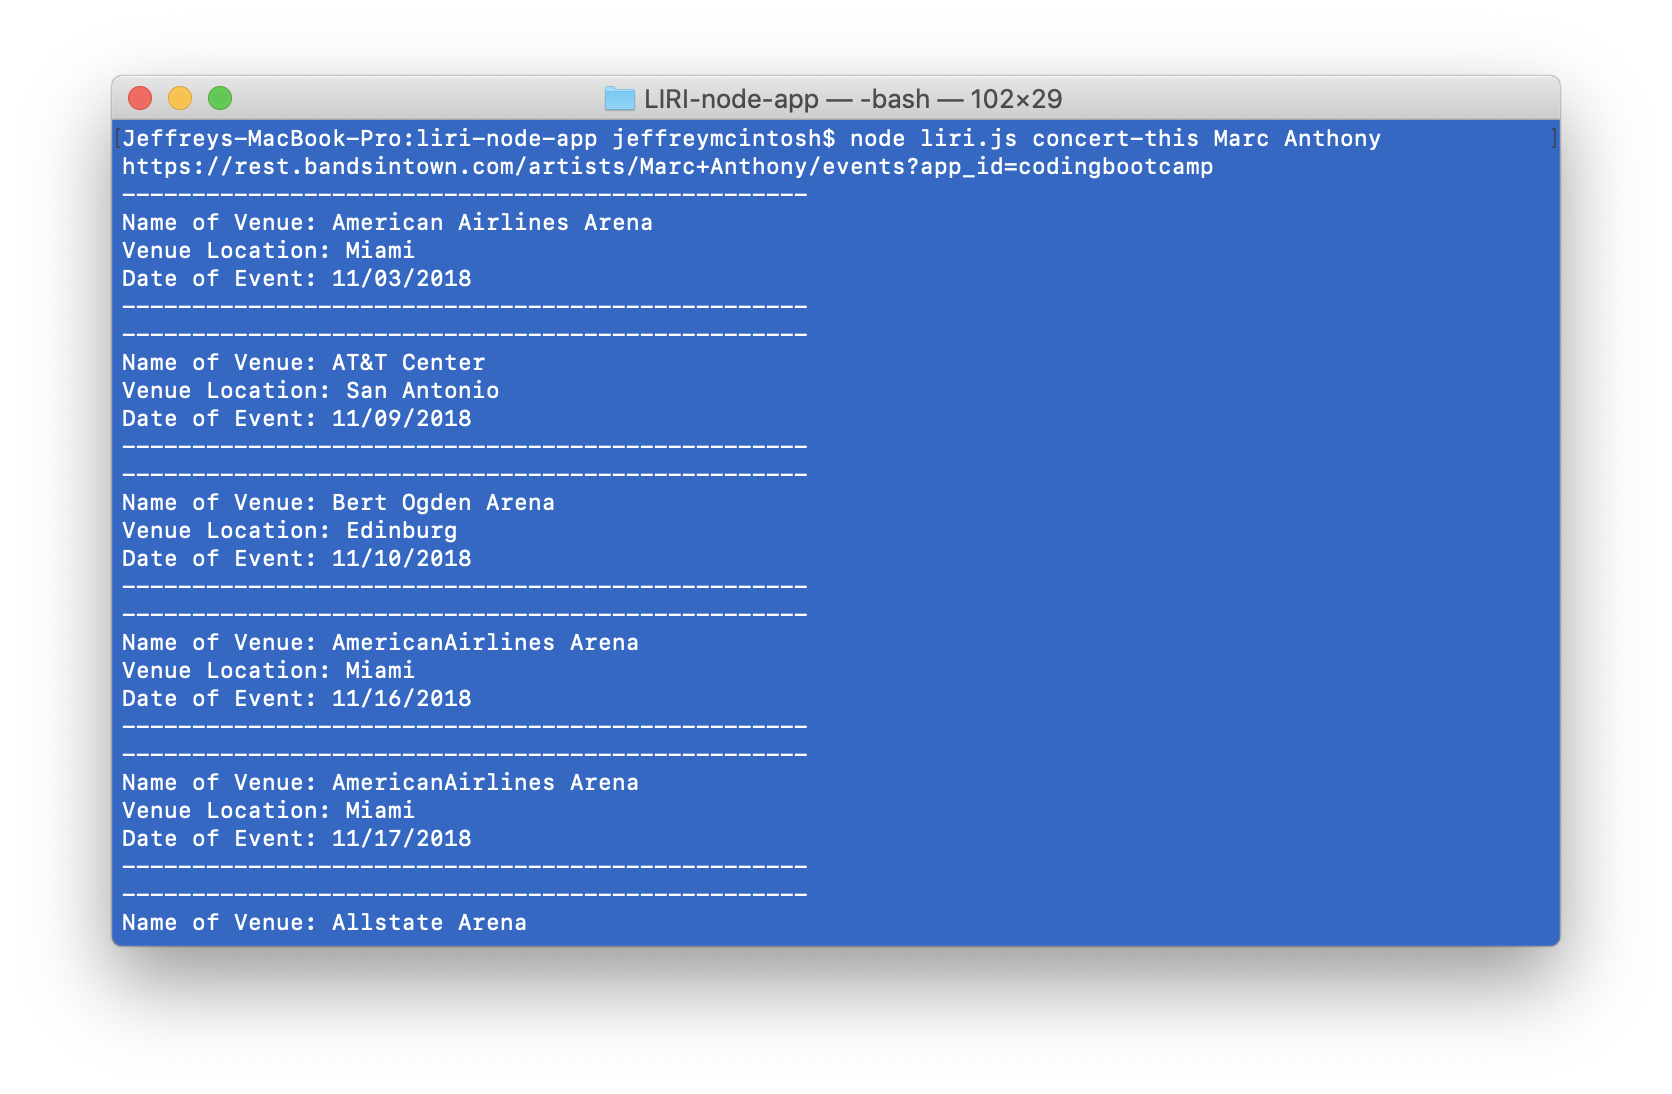 LIRI-node-app — -bash — 102×29
[Jeffreys-MacBook-Pro:liri-node-app jeffreymcintosh$ node liri.js concert-this Marc Anthony ]
https://rest.bandsintown.com/artists/Marc+Anthony/events?app_id=codingbootcamp
-------------------------------------------------
Name of Venue: American Airlines Arena
Venue Location: Miami
Date of Event: 11/03/2018
-------------------------------------------------
-------------------------------------------------
Name of Venue: AT&T Center
Venue Location: San Antonio
Date of Event: 11/09/2018
-------------------------------------------------
-------------------------------------------------
Name of Venue: Bert Ogden Arena
Venue Location: Edinburg
Date of Event: 11/10/2018
-------------------------------------------------
-------------------------------------------------
Name of Venue: AmericanAirlines Arena
Venue Location: Miami
Date of Event: 11/16/2018
-------------------------------------------------
-------------------------------------------------
Name of Venue: AmericanAirlines Arena
Venue Location: Miami
Date of Event: 11/17/2018
-------------------------------------------------
-------------------------------------------------
Name of Venue: Allstate Arena